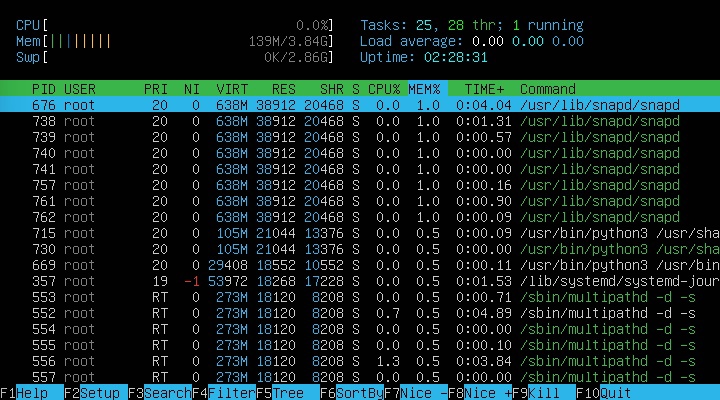 CPU[ 0.0%] Tasks: 25, 28 thr; 1 running
Mem[|||||||| 139M/3.84G] Load average: 0.00 0.00 0.00
Swp[ 0K/2.86G] Uptime: 02:28:31
PID USER PRI NI VIRT RES SHR S CPU% MEM% TIME+ Command
676 root 20 0 638M 38912 20468 S 0.0 1.0 0:04.04 /usr/lib/snapd/snapd
738 root 20 0 638M 38912 20468 S 0.0 1.0 0:01.31 /usr/lib/snapd/snapd
739 root 20 0 638M 38912 20468 S 0.0 1.0 0:00.57 /usr/lib/snapd/snapd
740 root 20 0 638M 38912 20468 S 0.0 1.0 0:00.00 /usr/lib/snapd/snapd
741 root 20 0 638M 38912 20468 S 0.0 1.0 0:00.00 /usr/lib/snapd/snapd
757 root 20 0 638M 38912 20468 S 0.0 1.0 0:00.16 /usr/lib/snapd/snapd
761 root 20 0 638M 38912 20468 S 0.0 1.0 0:00.90 /usr/lib/snapd/snapd
762 root 20 0 638M 38912 20468 S 0.0 1.0 0:00.09 /usr/lib/snapd/snapd
715 root 20 0 105M 21044 13376 S 0.0 0.5 0:00.09 /usr/bin/python3 /usr/sha
730 root 20 0 105M 21044 13376 S 0.0 0.5 0:00.00 /usr/bin/python3 /usr/sha
669 root 20 0 29408 18552 10552 S 0.0 0.5 0:00.11 /usr/bin/python3 /usr/bin
357 root 19 -1 53972 18268 17228 S 0.0 0.5 0:01.53 /lib/systemd/systemd-jour
553 root RT 0 273M 18120 8208 S 0.0 0.5 0:00.71 /sbin/multipathd -d -s
552 root RT 0 273M 18120 8208 S 0.7 0.5 0:04.89 /sbin/multipathd -d -s
554 root RT 0 273M 18120 8208 S 0.0 0.5 0:00.00 /sbin/multipathd -d -s
555 root RT 0 273M 18120 8208 S 0.0 0.5 0:00.10 /sbin/multipathd -d -s
556 root RT 0 273M 18120 8208 S 1.3 0.5 0:03.84 /sbin/multipathd -d -s
557 root RT 0 273M 18120 8208 S 0.0 0.5 0:00.00 /sbin/multipathd -d -s
F1Help F2Setup F3SearchF4FilterF5Tree F6SortByF7Nice -F8Nice +F9Kill F10Quit